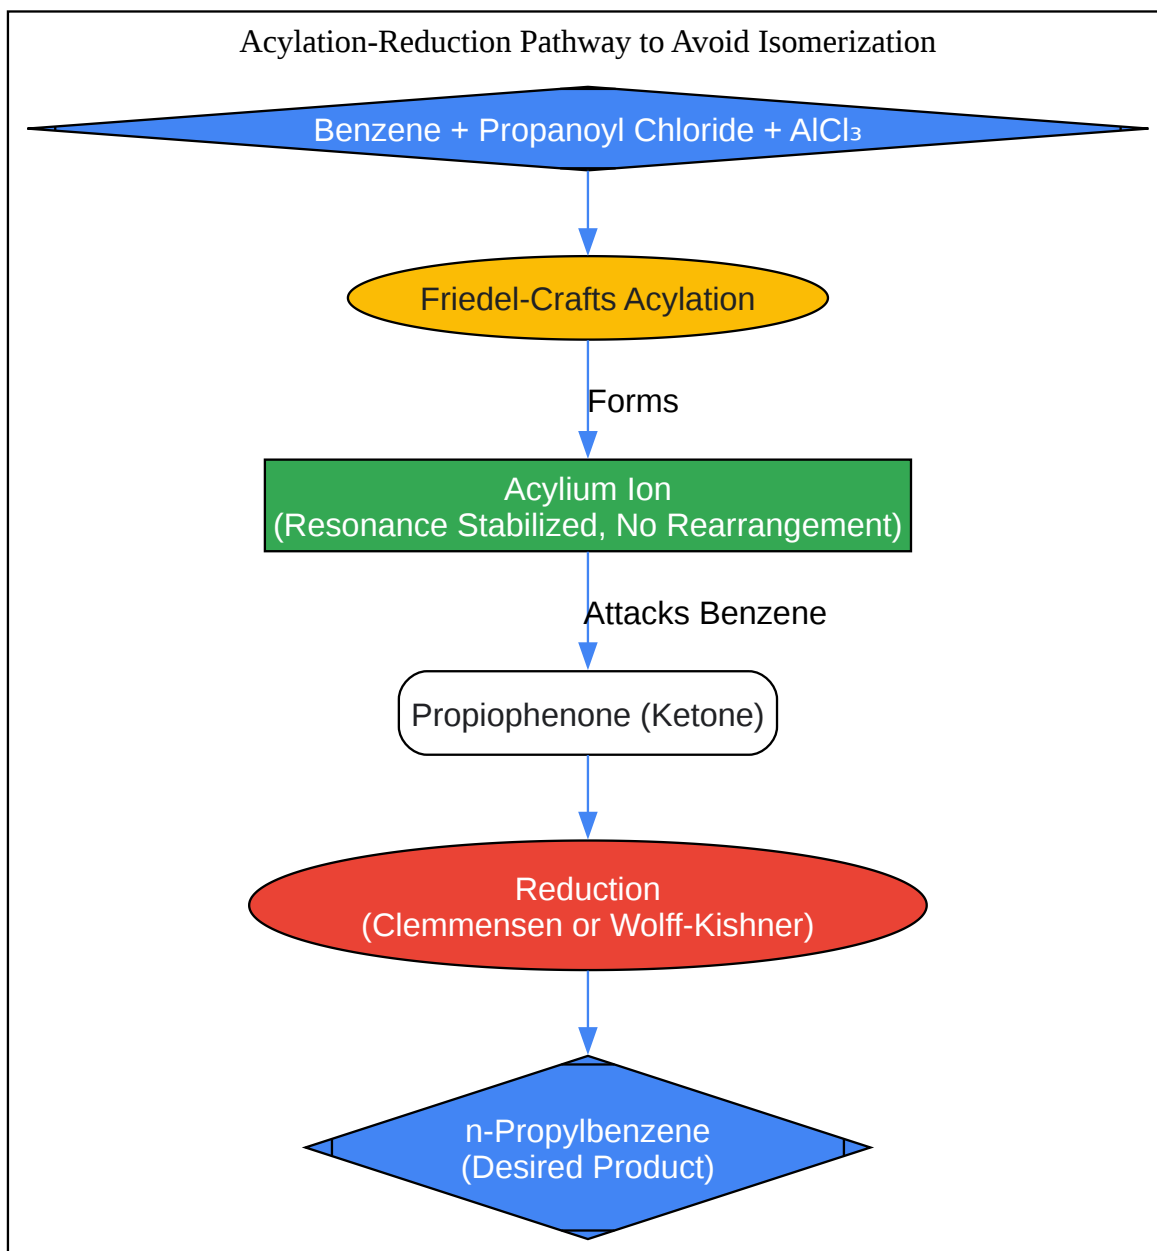 Acylation-Reduction Pathway to Avoid Isomerization
Benzene + Propanoyl Chloride + AlCl₃
Friedel-Crafts Acylation
Forms
Acylium Ion
(Resonance Stabilized, No Rearrangement)
Attacks Benzene
Propiophenone (Ketone)
Reduction
(Clemmensen or Wolff-Kishner)
n-Propylbenzene
(Desired Product)